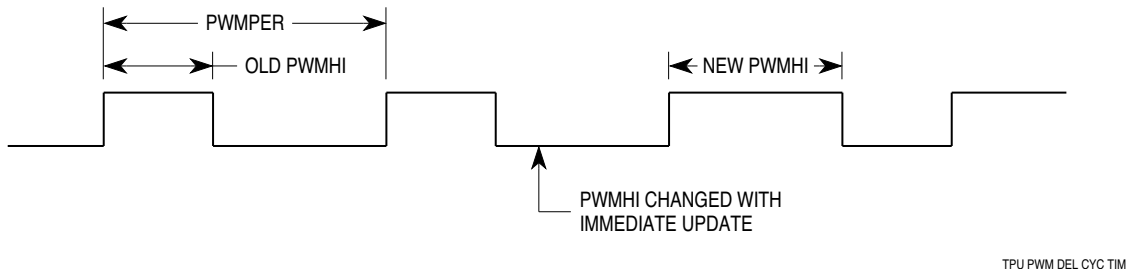 PWMPER
OLD PWMHI
NEW PWMHI
PWMHI CHANGED WITH
IMMEDIATE UPDATE
TPU PWM DEL CYC TIM